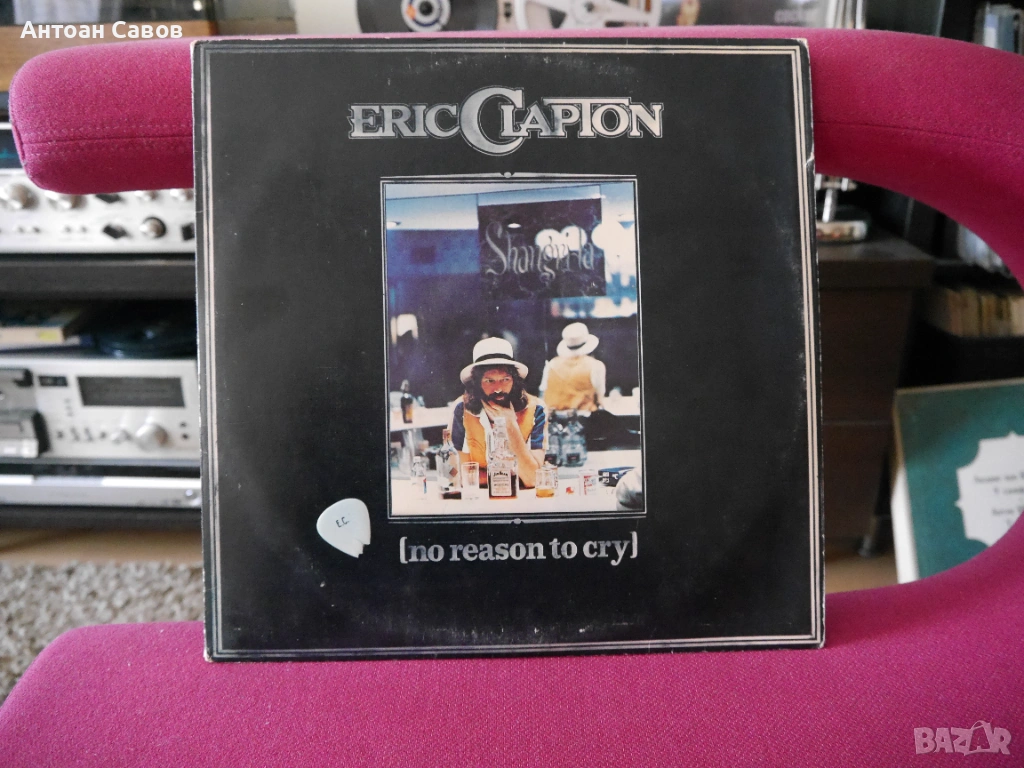 Антоан Савов
ERIC CLAPTON
Shangri-la
E.C.
(no reason to cry)
BAZAR